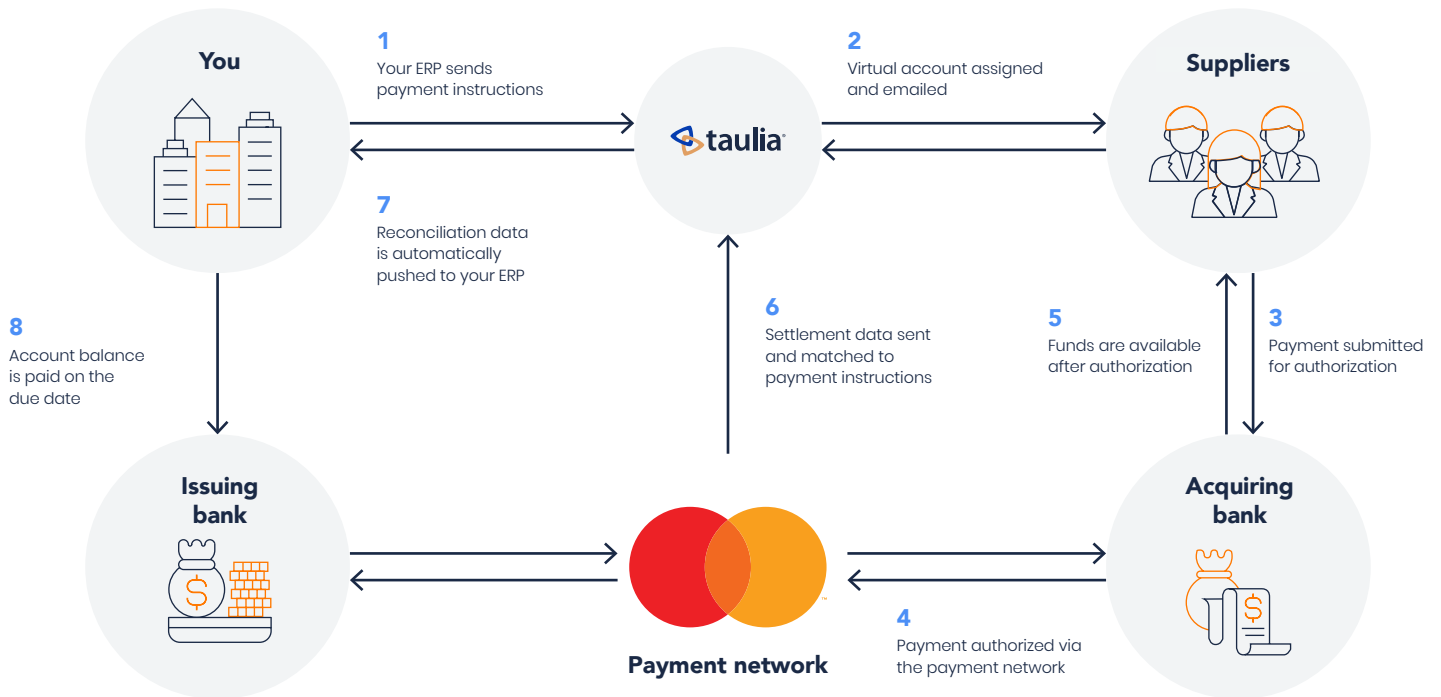 You
1
Your ERP sends
payment instructions
taulia
2
Virtual account assigned
and emailed
Suppliers
7
Reconciliation data
is automatically
pushed to your ERP
8
Account balance
is paid on the
due date
6
Settlement data sent
and matched to
payment instructions
5
Funds are available
after authorization
3
Payment submitted
for authorization
Issuing
bank
$
Payment network
™
4
Payment authorized via
the payment network
Acquiring
bank
$